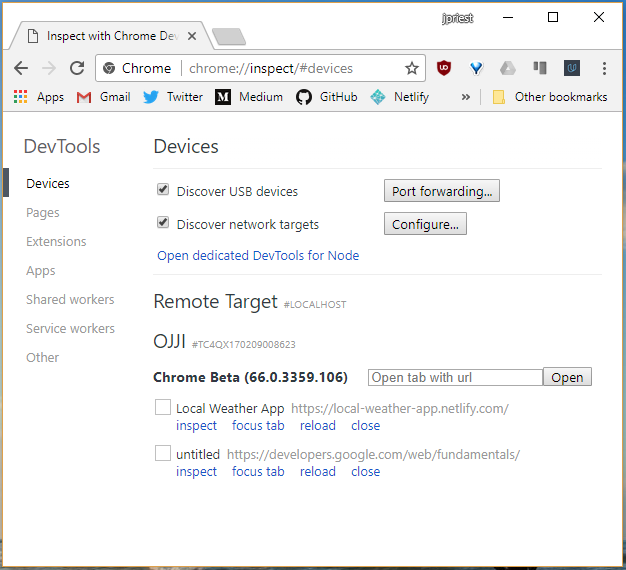 jpriest
Inspect with Chrome Dev
Chrome chrome://inspect/#devices
Apps Gmail Twitter Medium GitHub Netlify » Other bookmarks
DevTools
Devices
Pages
Extensions
Apps
Shared workers
Service workers
Other
Devices
Discover USB devices Port forwarding...
Discover network targets Configure...
Open dedicated DevTools for Node
Remote Target #LOCALHOST
OJJI #TC4QX170209008623
Chrome Beta (66.0.3359.106) Open tab with url Open
Local Weather App https://local-weather-app.netlify.com/
inspect focus tab reload close
untitled https://developers.google.com/web/fundamentals/
inspect focus tab reload close